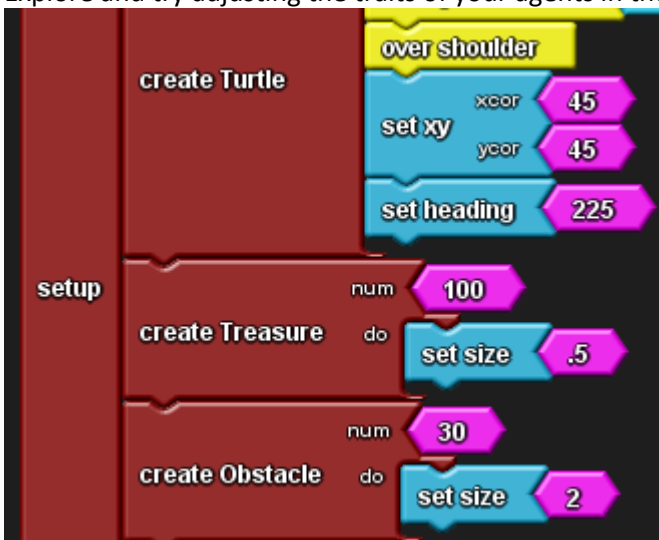 Explore and try adjusting the traits of your agents in
over shoulder
create Turtle
set xy
xcor 45
ycor 45
set heading 225
setup
num 100
create Treasure do
set size .5
num 30
create Obstacle do
set size 2